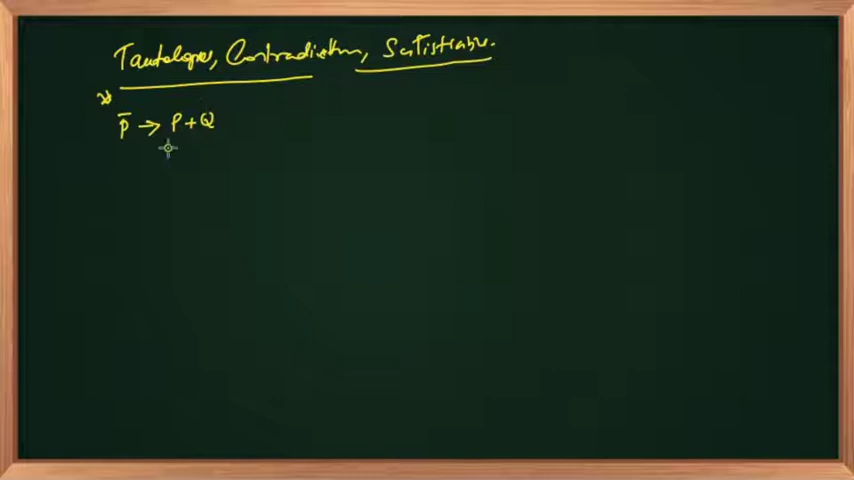 Tautologies, Contradiction, Satisfiable.
P̅ → P + Q